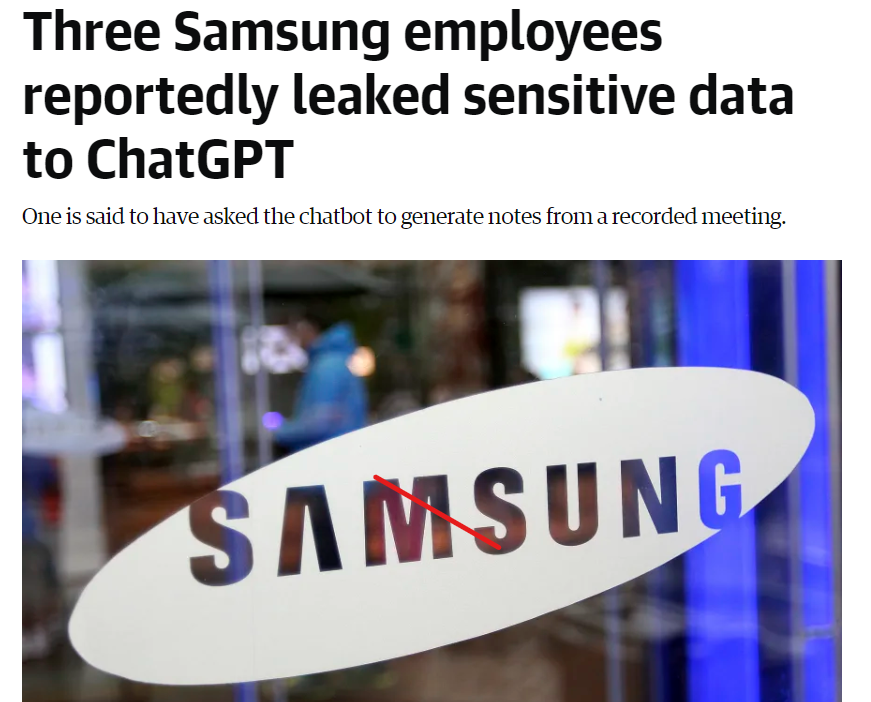 Three Samsung employees
reportedly leaked sensitive data
to ChatGPT
One is said to have asked the chatbot to generate notes from a recorded meeting.
SAMSUNG